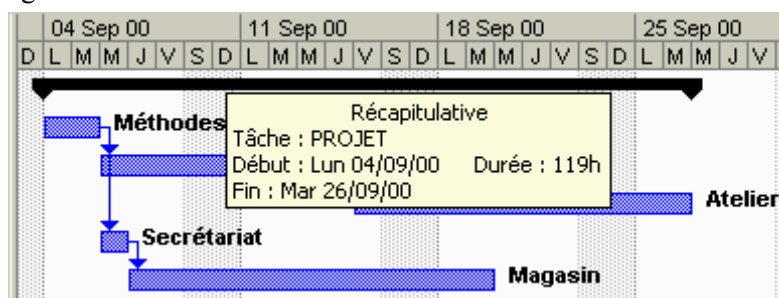 04 Sep 00 11 Sep 00 18 Sep 00 25 Sep 00
D L M M J V S D L M M J V S D L M M J V S D L M M J V
Récapitulative
Méthodes
Tâche : PROJET
Début : Lun 04/09/00 Durée : 119h
Fin : Mar 26/09/00
Atelier
Secrétariat
Magasin